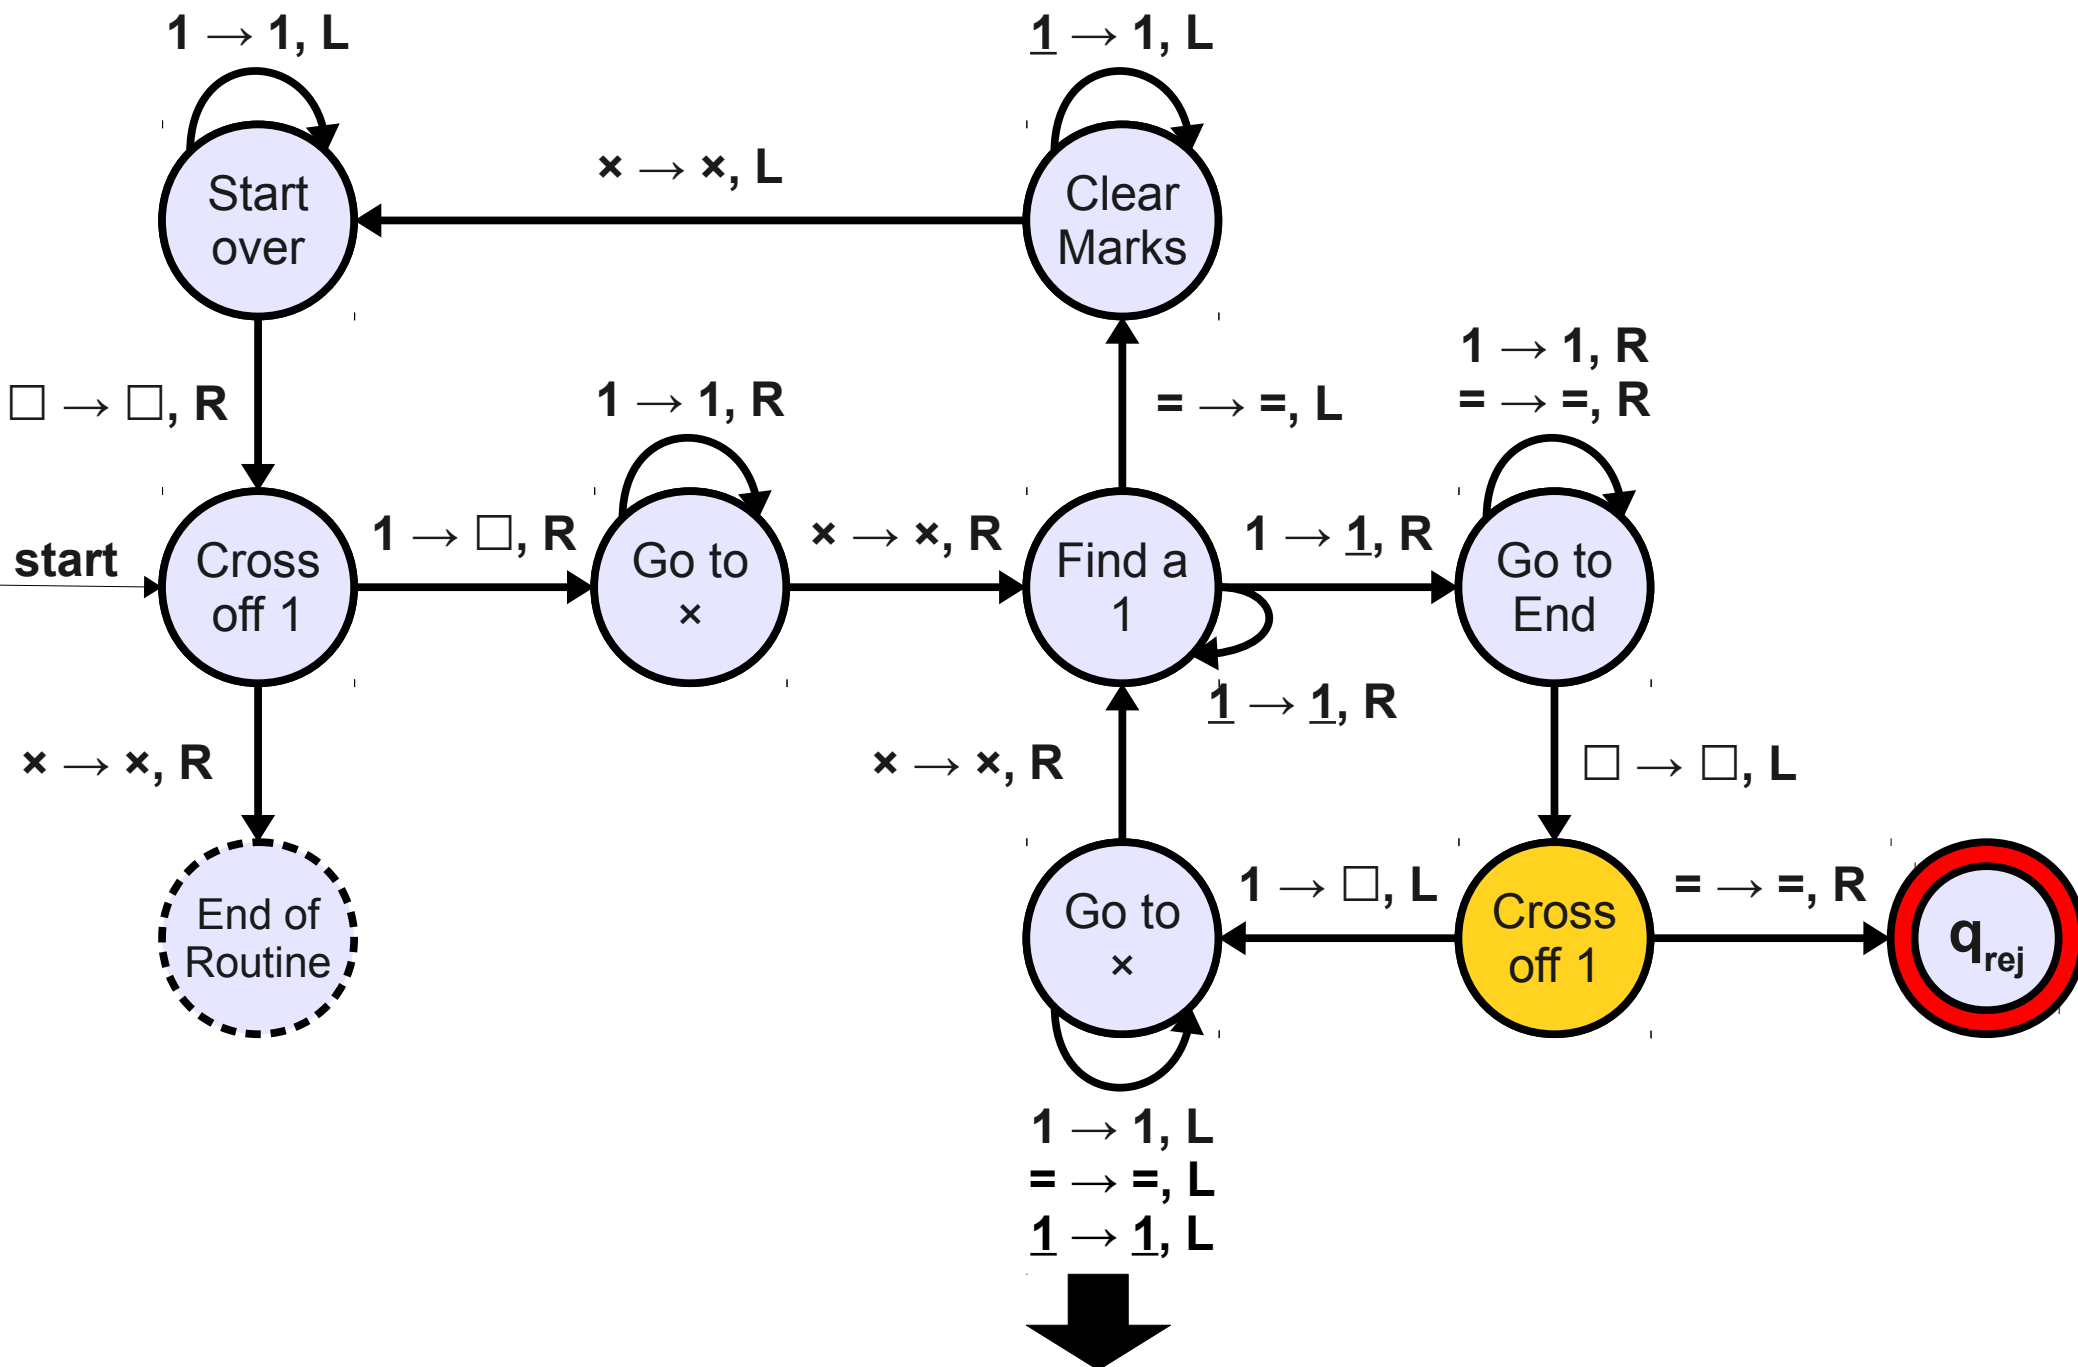 1 → 1, L
1 → 1, L
Start
over
× → ×, L
Clear
Marks
□ → □, R
1 → 1, R
= → =, L
1 → 1, R
= → =, R
start
Cross
off 1
1 → □, R
Go to
×
× → ×, R
Find a
1
1 → 1, R
Go to
End
1 → 1, R
× → ×, R
× → ×, R
□ → □, L
End of
Routine
Go to
×
1 → □, L
Cross
off 1
= → =, R
qrej
1 → 1, L
= → =, L
1 → 1, L